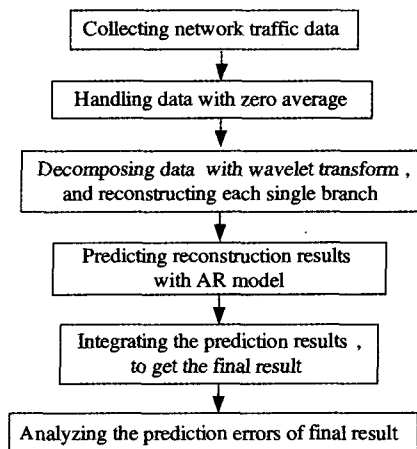 Collecting network traffic data
Handling data with zero average
Decomposing data with wavelet transform ,
and reconstructing each single branch
Predicting reconstruction results
with AR model
Integrating the prediction results ,
to get the final result
Analyzing the prediction errors of final result